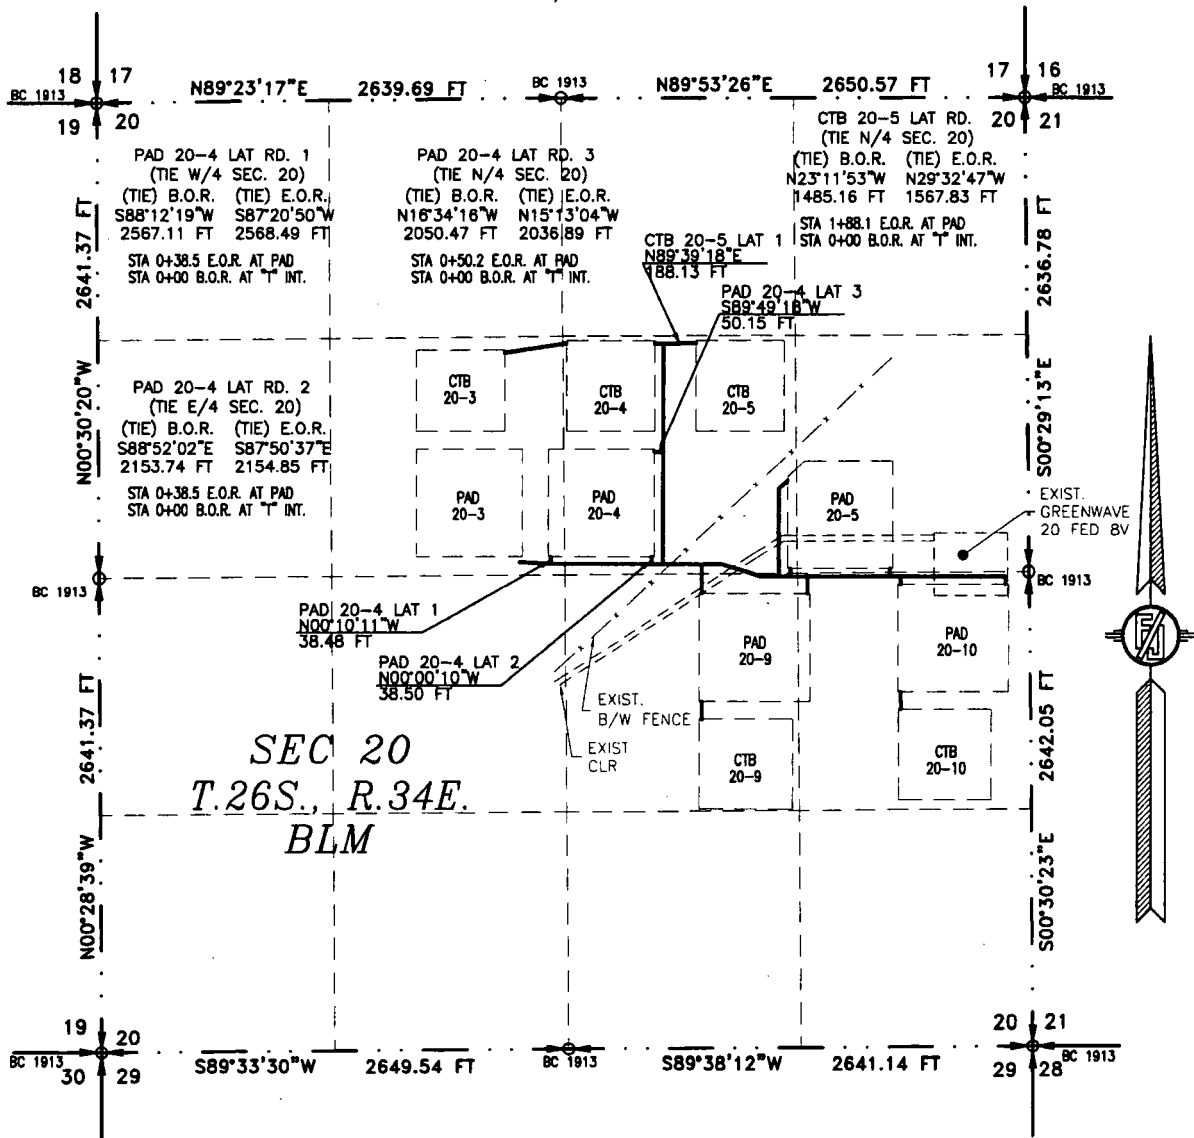 18 17
17 16
BC 1913
N89°23'17"E 2639.69 FT
BC 1913
N89°53'26"E 2650.57 FT
BC 1913
19 20
20 21
PAD 20-4 LAT RD. 1
(TIE W/4 SEC. 20)
(TIE) B.O.R. (TIE) E.O.R.
S88°12'19"W S87°20'50"W
2567.11 FT 2568.49 FT
STA 0+38.5 E.O.R. AT PAD
STA 0+00 B.O.R. AT "T" INT.
PAD 20-4 LAT RD. 3
(TIE N/4 SEC. 20)
(TIE) B.O.R. (TIE) E.O.R.
N16°34'16"W N15°13'04"W
2050.47 FT 2036.89 FT
STA 0+50.2 E.O.R. AT PAD
STA 0+00 B.O.R. AT "T" INT.
CTB 20-5 LAT RD.
(TIE N/4 SEC. 20)
(TIE) B.O.R. (TIE) E.O.R.
N23°11'53"W N29°32'47"W
1485.16 FT 1567.83 FT
STA 1+88.1 E.O.R. AT PAD
STA 0+00 B.O.R. AT "T" INT.
2641.37 FT
N00°30'20"W
2636.78 FT
S00°29'13"E
CTB 20-5 LAT 1
N89°39'18"E
188.13 FT
PAD 20-4 LAT 3
S89°49'18"W
50.15 FT
PAD 20-4 LAT RD. 2
(TIE E/4 SEC. 20)
(TIE) B.O.R. (TIE) E.O.R.
S88°52'02"E S87°50'37"E
2153.74 FT 2154.85 FT
STA 0+38.5 E.O.R. AT PAD
STA 0+00 B.O.R. AT "T" INT.
CTB
20-3
CTB
20-4
CTB
20-5
PAD
20-3
PAD
20-4
PAD
20-5
EXIST.
GREENWAVE
20 FED 8V
BC 1913
BC 1913
PAD 20-4 LAT 1
N00°10'11"W
38.48 FT
PAD 20-4 LAT 2
N00°00'10"W
38.50 FT
PAD
20-9
PAD
20-10
EXIST.
B/W FENCE
EXIST
CLR
CTB
20-9
CTB
20-10
2641.37 FT
N00°28'39"W
2642.05 FT
S00°30'23"E
SEC 20
T.26S., R.34E.
BLM
19 20
20 21
BC 1913
S89°33'30"W 2649.54 FT
BC 1913
S89°38'12"W 2641.14 FT
BC 1913
30 29
29 28